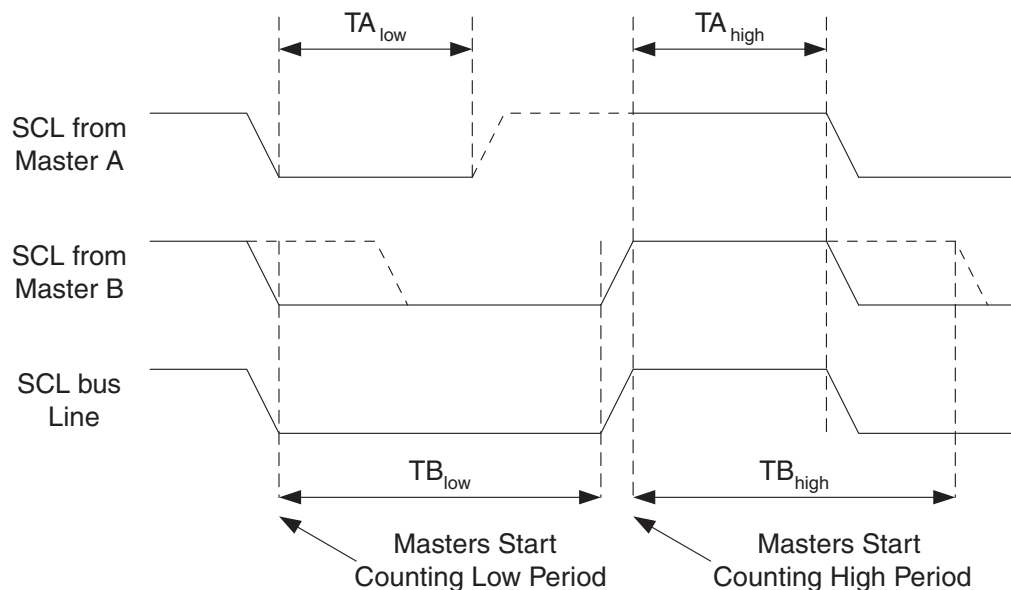 TA low
TA high
SCL from
Master A
SCL from
Master B
SCL bus
Line
TB low
TB high
Masters Start
Counting Low Period
Masters Start
Counting High Period